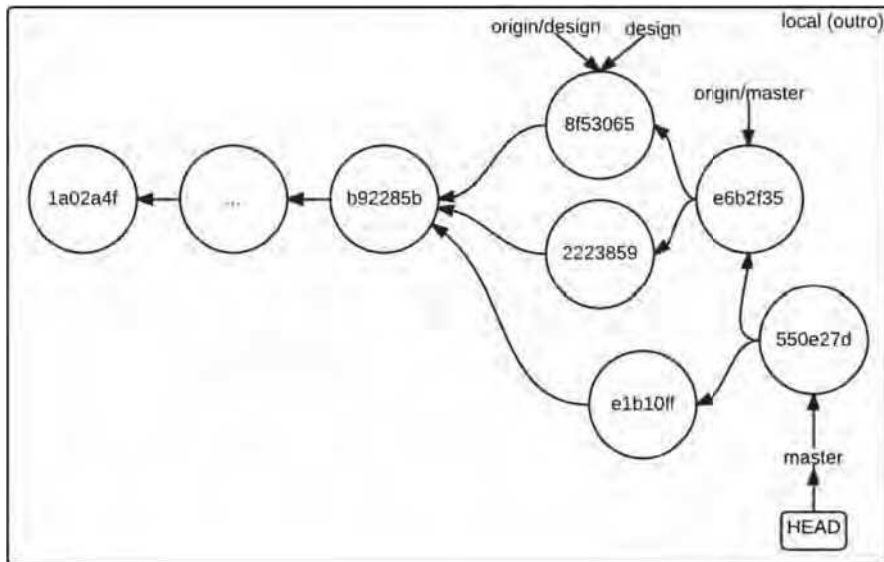 local (outro)
origin/design
design
8f53065
origin/master
1a02a4f
...
b92285b
e6b2f35
2223859
550e27d
e1b10ff
master
HEAD